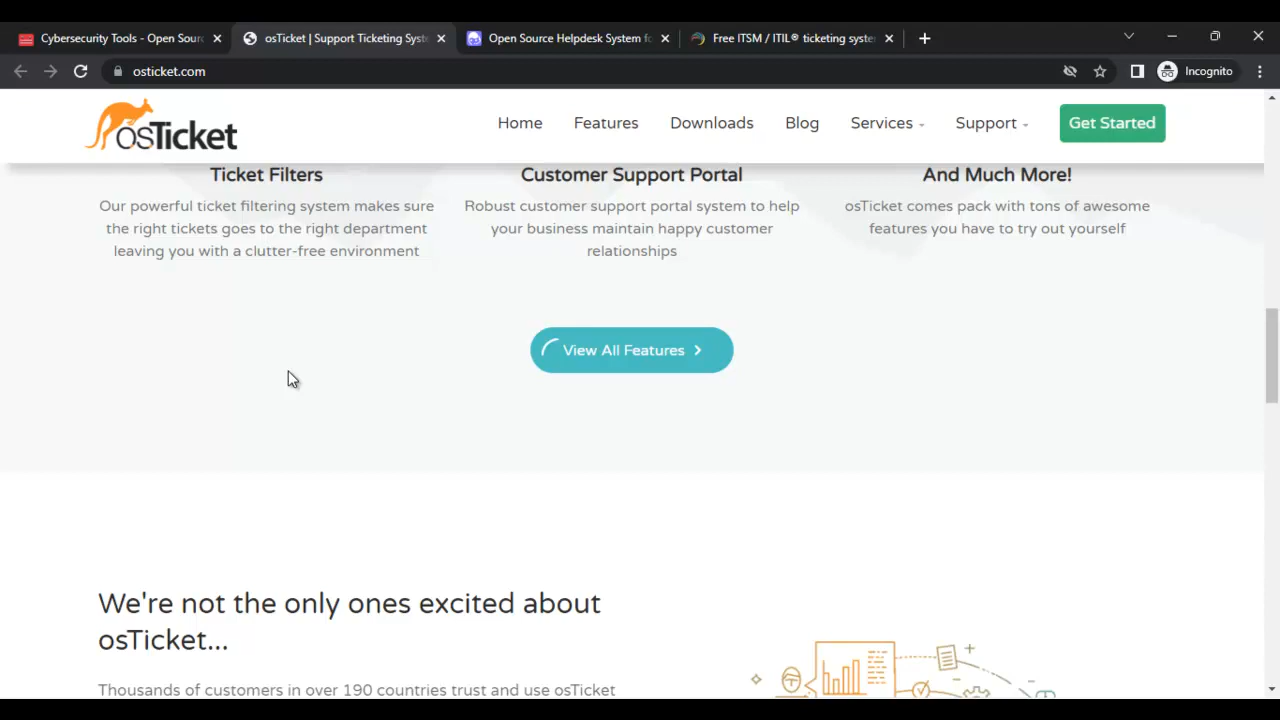 Cybersecurity Tools - Open Sour
osTicket | Support Ticketing Syst
Open Source Helpdesk System fo
Free ITSM / ITIL® ticketing syste
osticket.com
Incognito
osTicket
Home
Features
Downloads
Blog
Services
Support
Get Started
Ticket Filters
Our powerful ticket filtering system makes sure
the right tickets goes to the right department
leaving you with a clutter-free environment
Customer Support Portal
Robust customer support portal system to help
your business maintain happy customer
relationships
And Much More!
osTicket comes pack with tons of awesome
features you have to try out yourself
View All Features
We're not the only ones excited about
osTicket...
Thousands of customers in over 190 countries trust and use osTicket